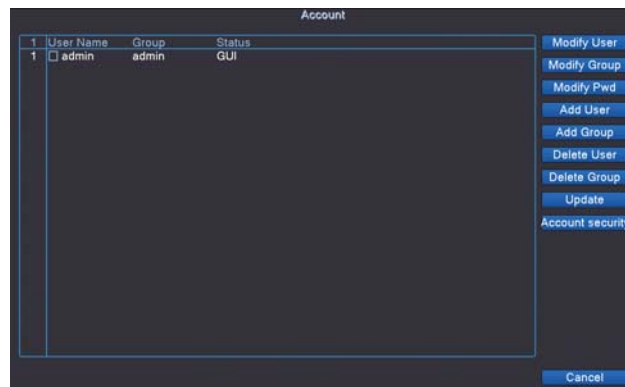 Account
1 User Name Group Status
1 admin admin GUI
Modify User
Modify Group
Modify Pwd
Add User
Add Group
Delete User
Delete Group
Update
Account securit
Cancel